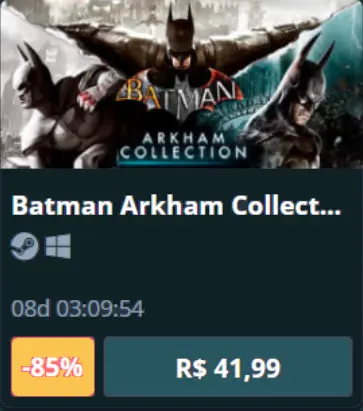 BATMAN
ARKHAM
COLLECTION
Batman Arkham Collect...
08d 03:09:54
-85%
R$ 41,99